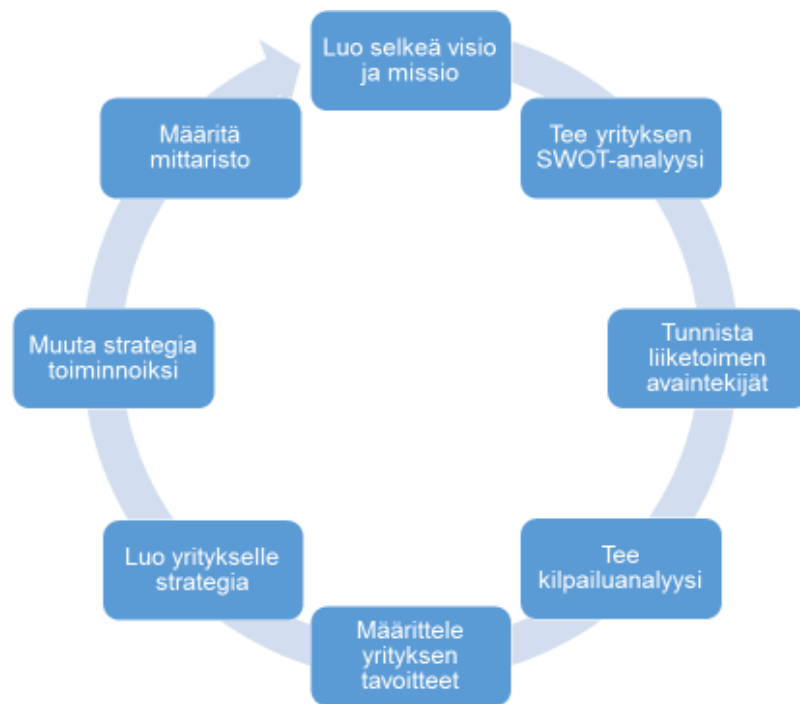 Luo selkeä visio
ja missio
Tee yrityksen
SWOT-analyysi
Tunnista
liiketoimen
avaintekijät
Tee
kilpailuanalyysi
Määrittele
yrityksen
tavoitteet
Luo yritykselle
strategia
Muuta strategia
toiminnoiksi
Määritä
mittaristo